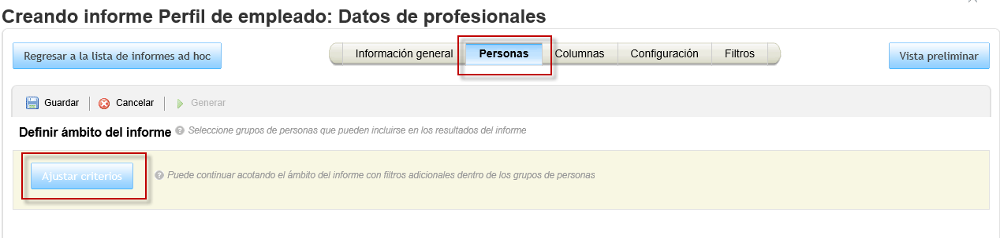 Creando informe Perfil de empleado: Datos de profesionales
Regresar a la lista de informes ad hoc
Información general Personas Columnas Configuración Filtros
Vista preliminar
Guardar Cancelar Generar
Definir ámbito del informe ? Seleccione grupos de personas que pueden incluirse en los resultados del informe
Ajustar criterios ? Puede continuar acotando el ámbito del informe con filtros adicionales dentro de los grupos de personas